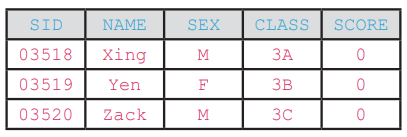 SID NAME SEX CLASS SCORE
03518 Xing M 3A 0
03519 Yen F 3B 0
03520 Zack M 3C 0